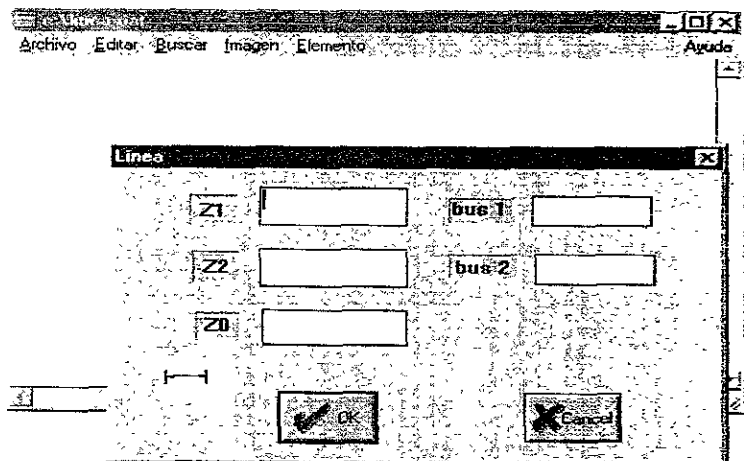 Archivo Editar Buscar Imagen Elemento Ayuda
Línea
Z1 bus 1
Z2 bus 2
Z0
OK Cancel